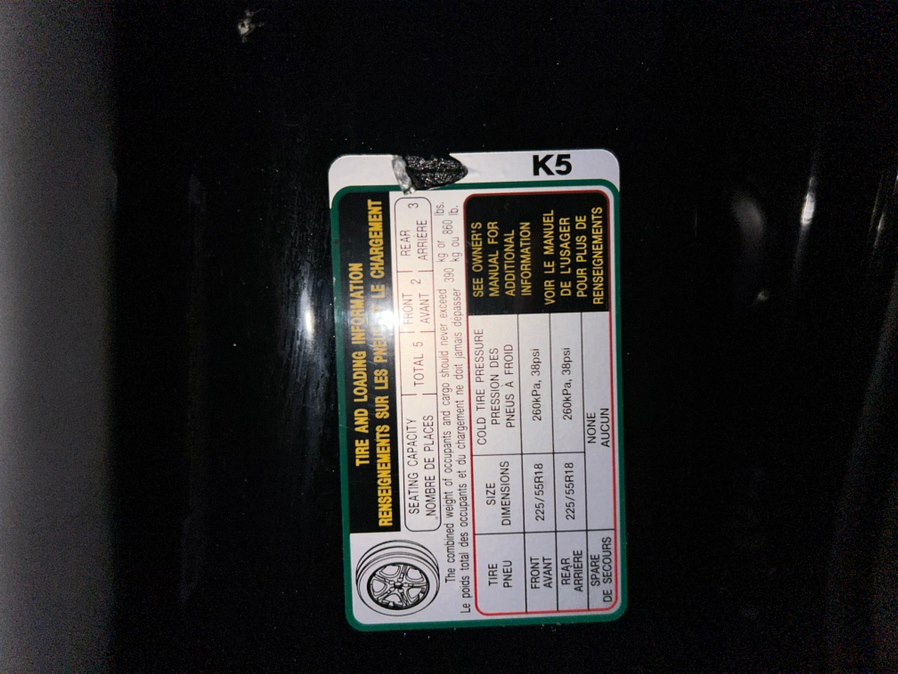 TIRE AND LOADING INFORMATION
RENSEIGNEMENTS SUR LES PNEUS ET LE CHARGEMENT
SEATING CAPACITY
NOMBRE DE PLACES
TOTAL 5
FRONT
AVANT 2
REAR
ARRIÈRE 3
The combined weight of occupants and cargo should never exceed 390 kg or 860 lbs.
Le poids total des occupants et du chargement ne doit jamais dépasser 390 kg ou 860 lb.
TIRE
PNEU
SIZE
DIMENSIONS
COLD TIRE PRESSURE
PRESSION DES
PNEUS À FROID
FRONT
AVANT
225/55R18
260kPa, 38psi
REAR
ARRIÈRE
225/55R18
260kPa, 38psi
SPARE
DE SECOURS
NONE
AUCUN
SEE OWNER'S
MANUAL FOR
ADDITIONAL
INFORMATION
VOIR LE MANUEL
DE L'USAGER
POUR PLUS DE
RENSEIGNEMENTS
K5